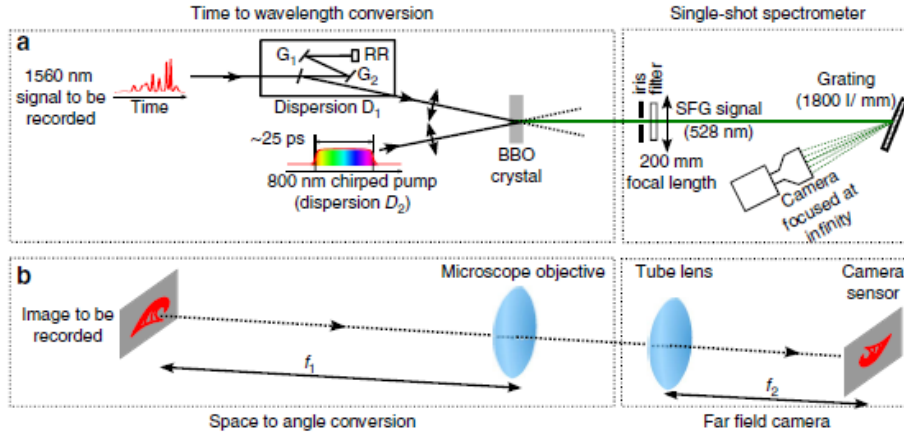 Time to wavelength conversion
Single-shot spectrometer
a
1560 nm
signal to be
recorded
Time
G1
RR
G2
Dispersion D1
~25 ps
800 nm chirped pump
(dispersion D2)
BBO
crystal
iris
filter
SFG signal
(528 nm)
200 mm
focal length
Grating
(1800 l/ mm)
Camera
focused at
infinity
b
Image to be
recorded
Microscope objective
Tube lens
Camera
sensor
f1
f2
Space to angle conversion
Far field camera